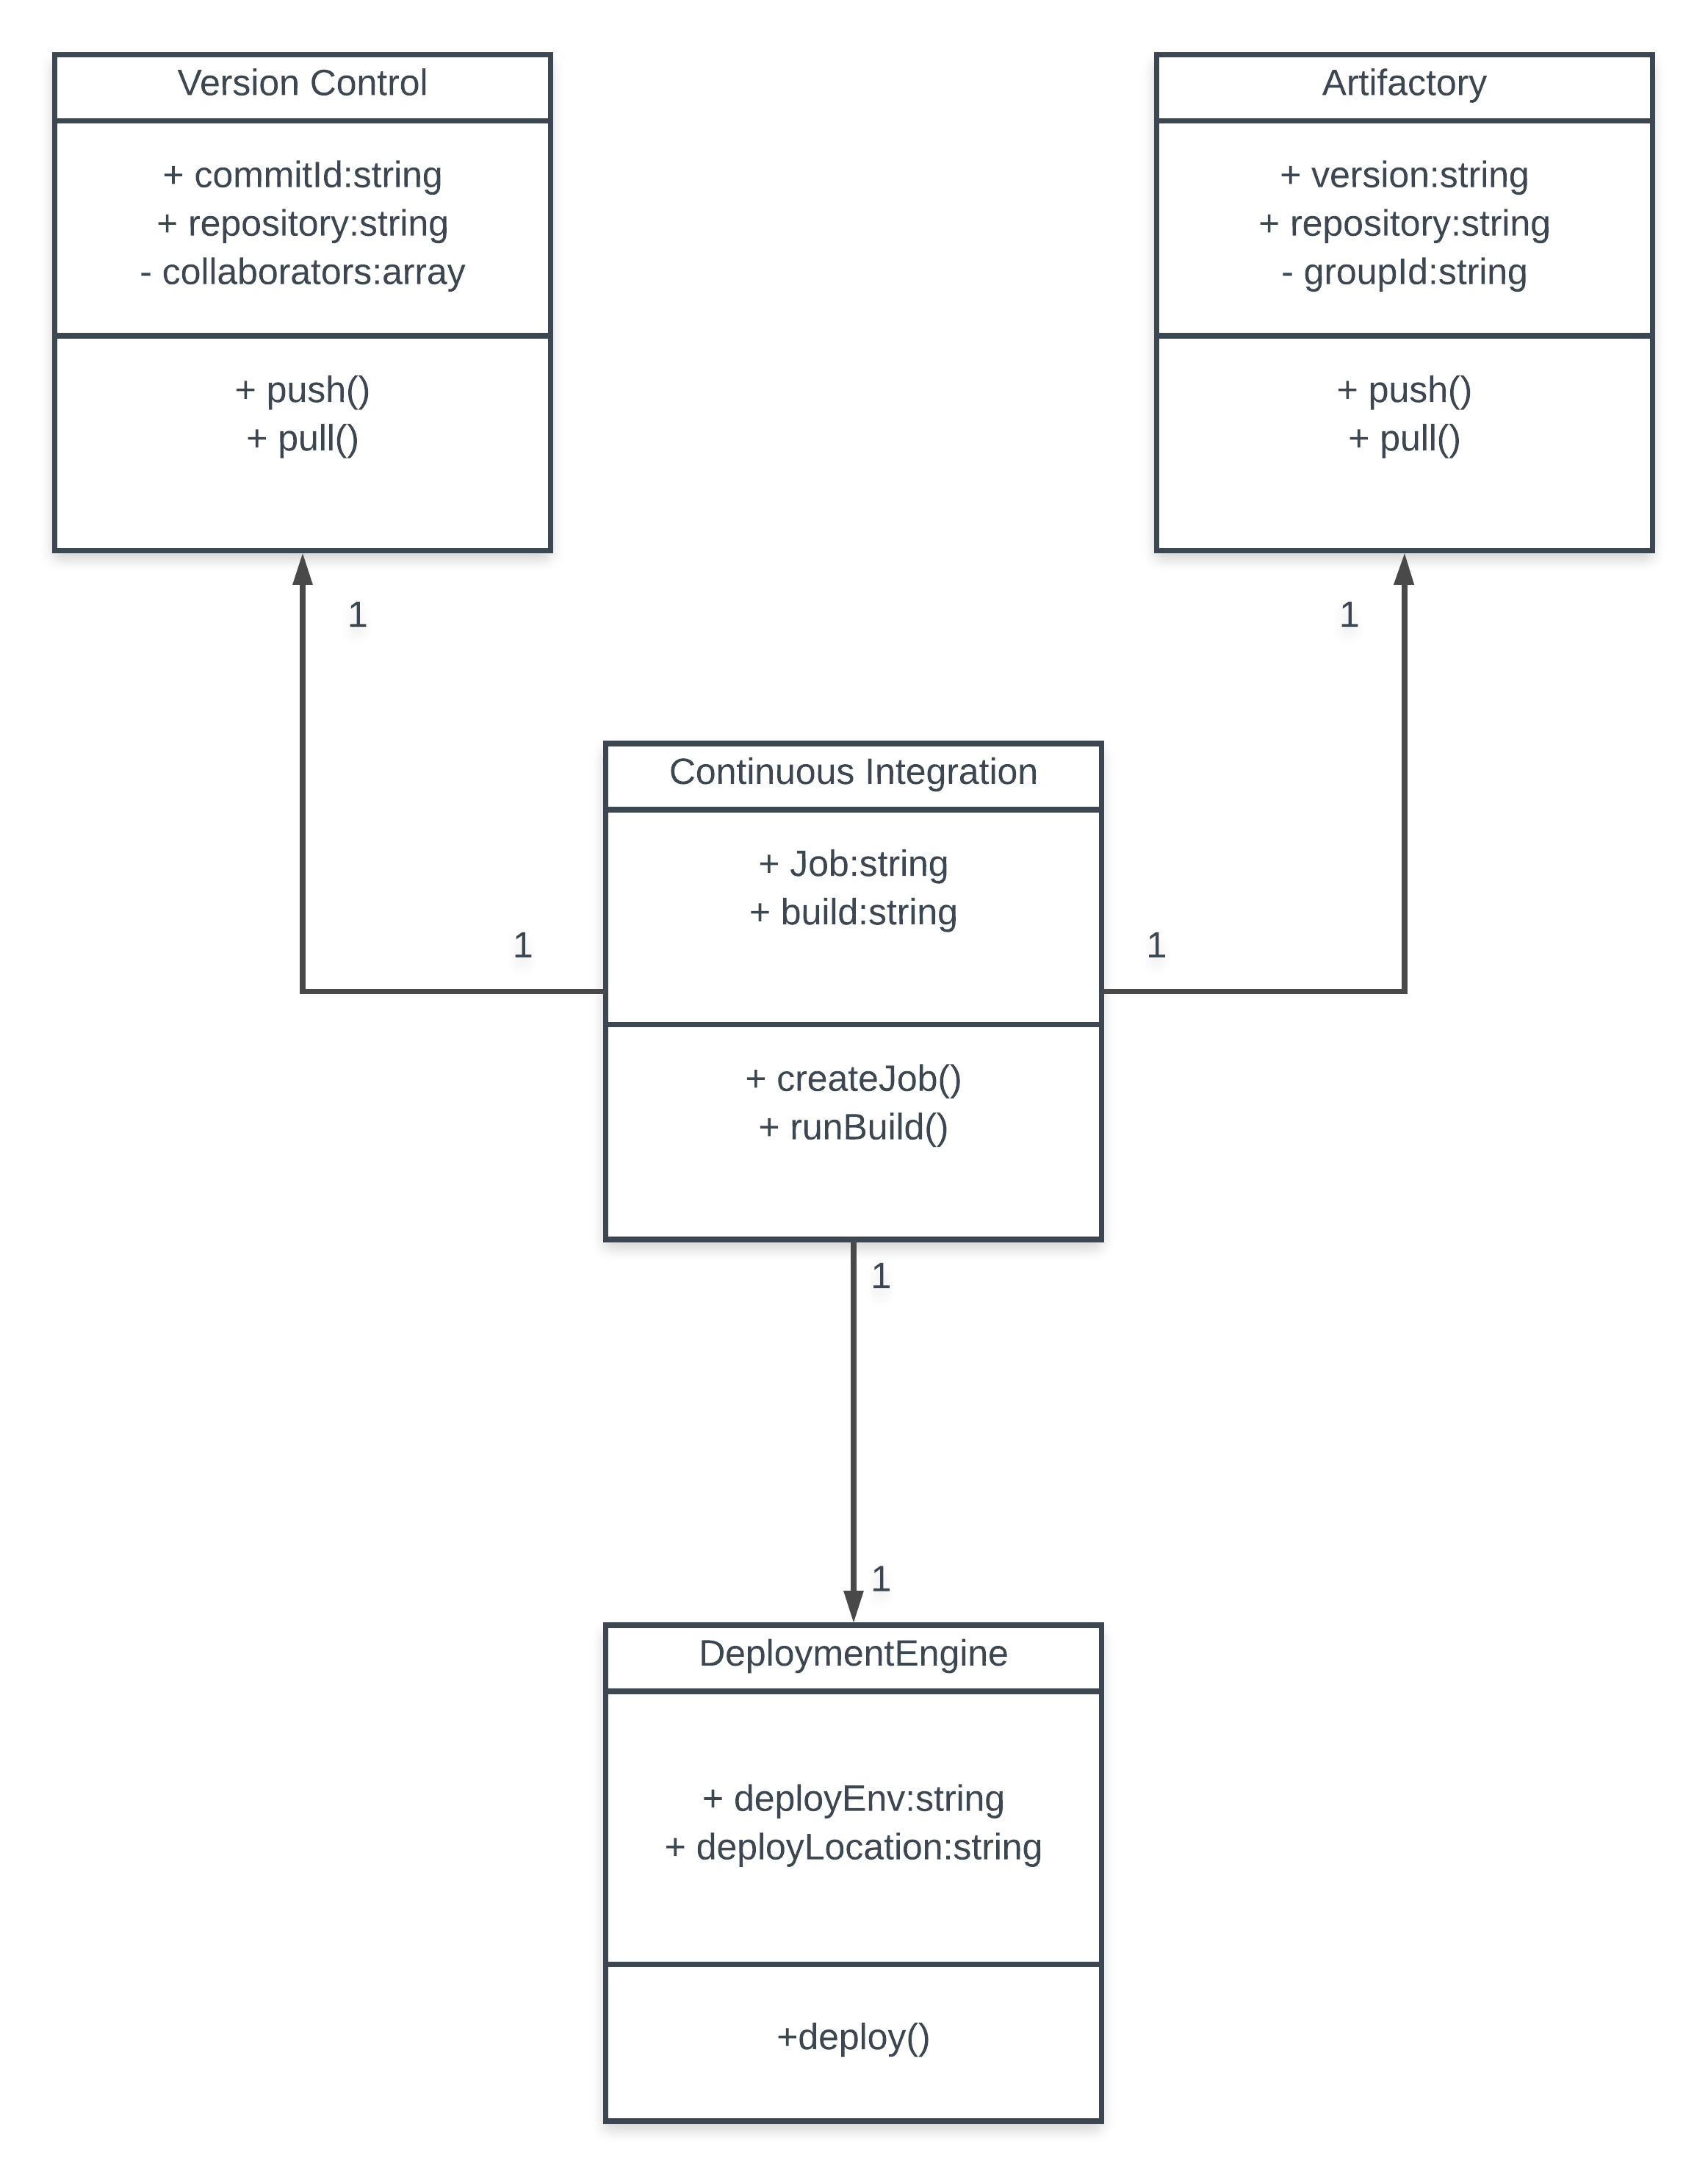 Version Control
+ commitId:string
+ repository:string
- collaborators:array
+ push()
+ pull()
Artifactory
+ version:string
+ repository:string
- groupId:string
+ push()
+ pull()
1
1
Continuous Integration
+ Job:string
+ build:string
1
1
+ createJob()
+ runBuild()
1
1
DeploymentEngine
+ deployEnv:string
+ deployLocation:string
+deploy()